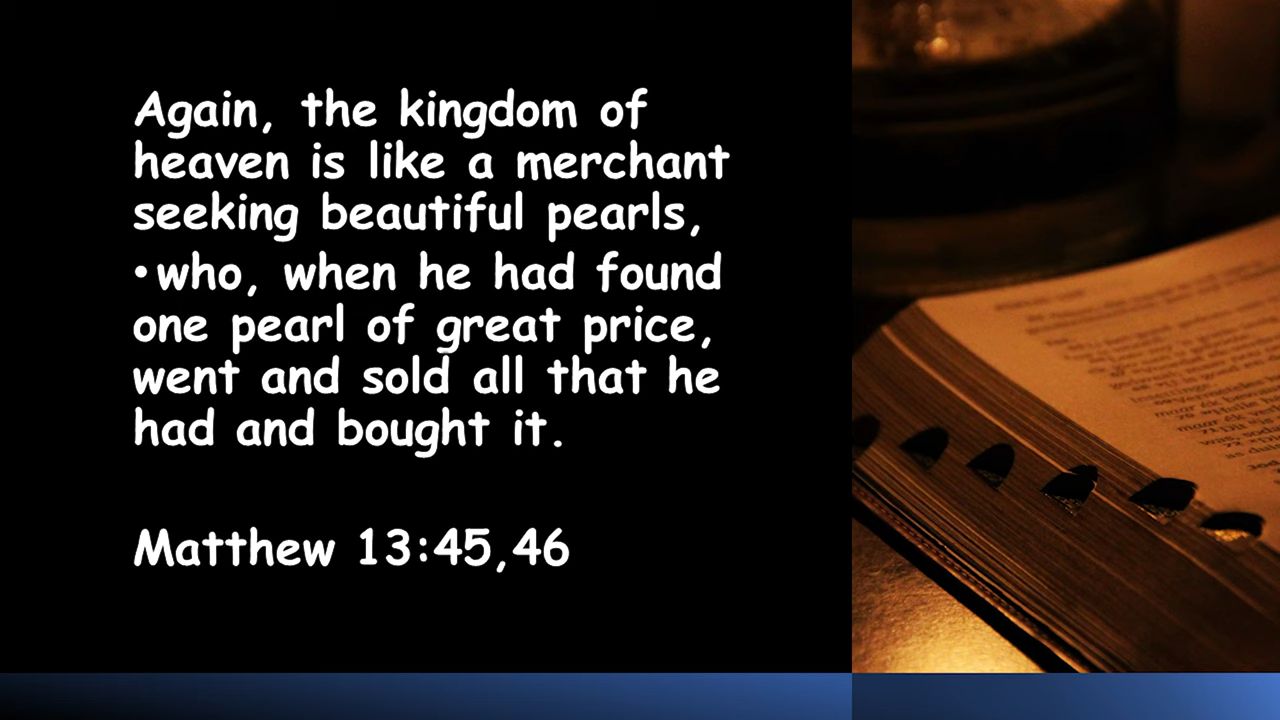 Again, the kingdom of
heaven is like a merchant
seeking beautiful pearls,
•who, when he had found
one pearl of great price,
went and sold all that he
had and bought it.
Matthew 13:45,46